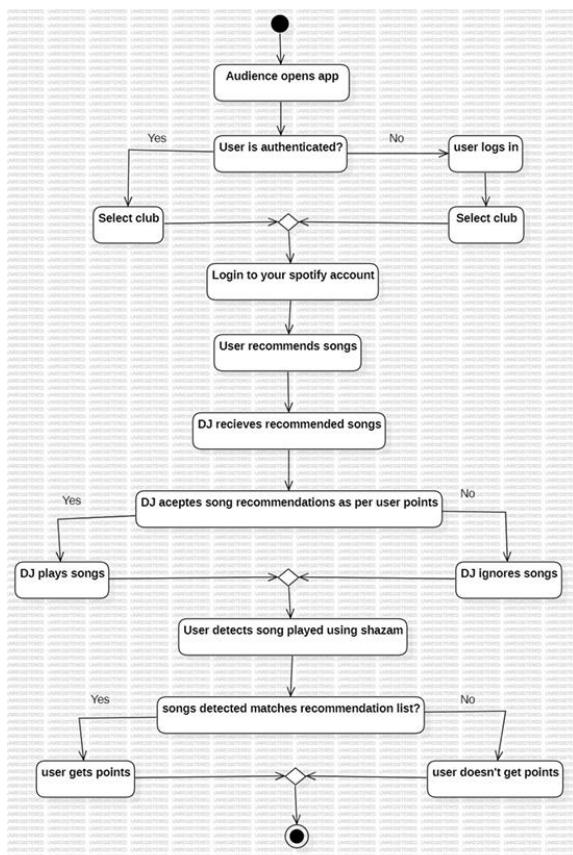 Audience opens app
Yes
User is authenticated?
No
user logs in
Select club
Select club
Login to your spotify account
User recommends songs
DJ recieves recommended songs
Yes
DJ aceptes song recommendations as per user points
No
DJ plays songs
DJ ignores songs
User detects song played using shazam
Yes
songs detected matches recommendation list?
No
user gets points
user doesn't get points